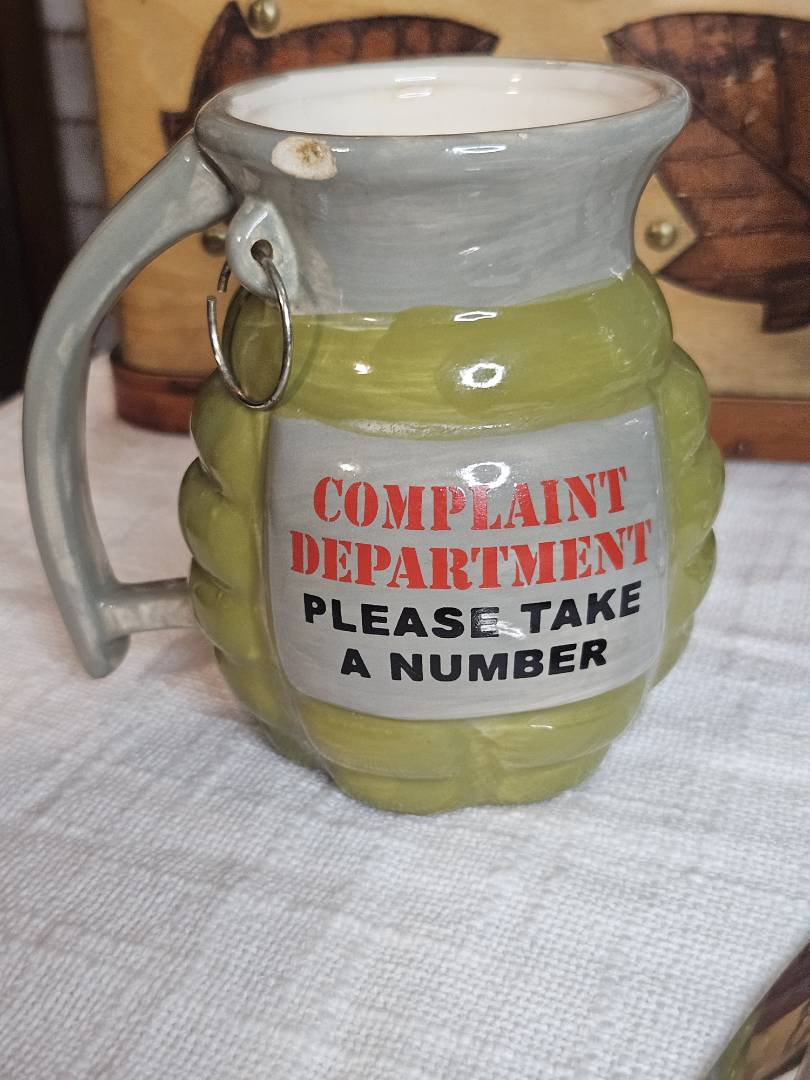 COMPLAINT
DEPARTMENT
PLEASE TAKE
A NUMBER